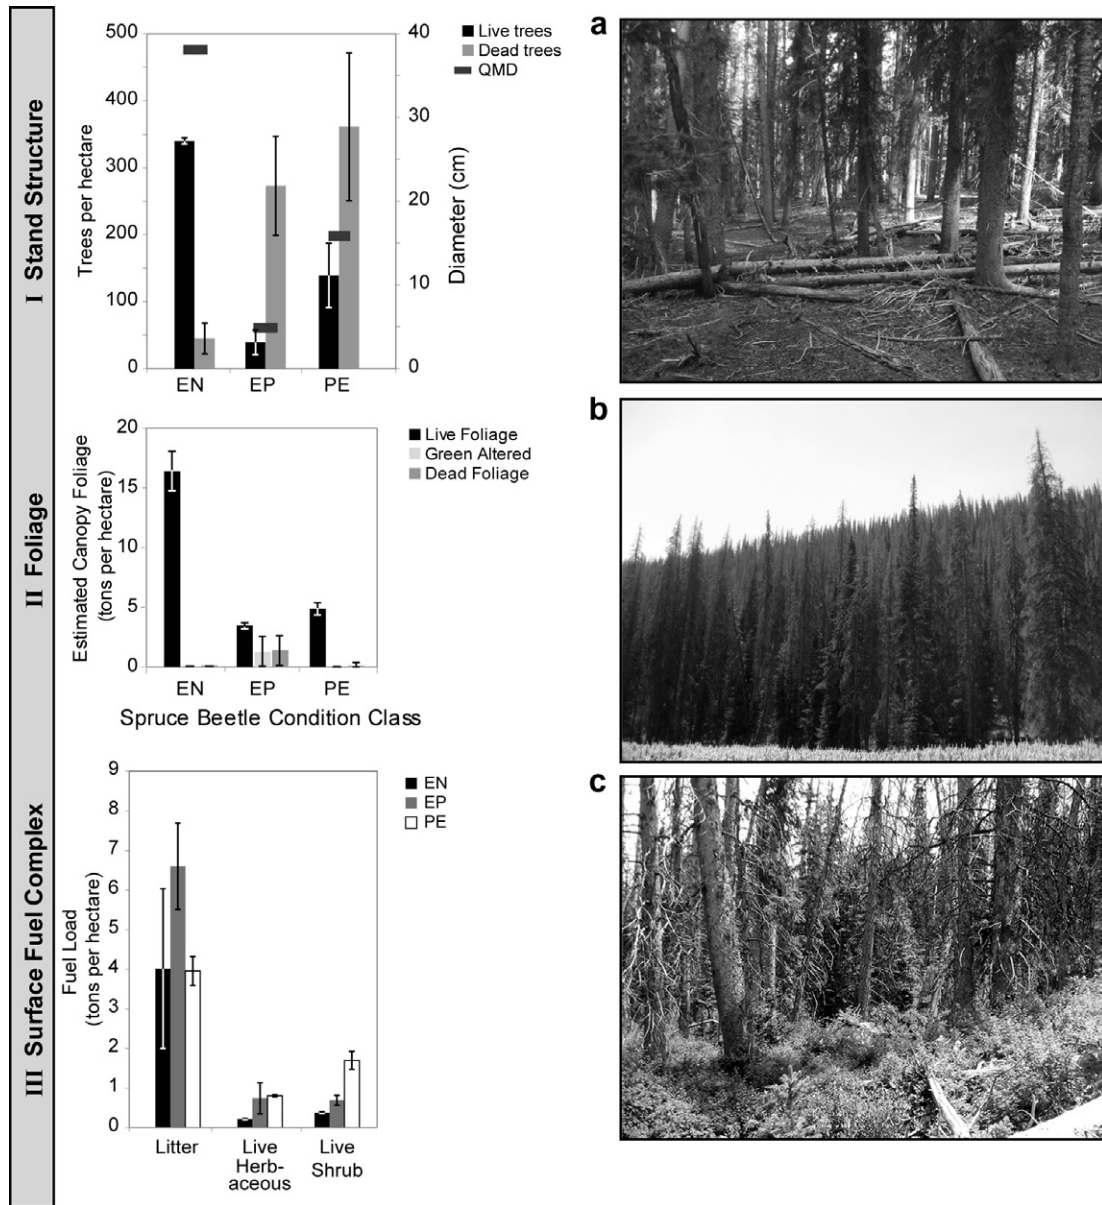 I Stand Structure
500
400
300
200
100
0
Trees per hectare
40
30
20
10
0
Diameter (cm)
Live trees
Dead trees
QMD
EN EP PE
a
II Foliage
20
15
10
5
0
Estimated Canopy Foliage
(tons per hectare)
Live Foliage
Green Altered
Dead Foliage
EN EP PE
Spruce Beetle Condition Class
b
III Surface Fuel Complex
9
8
7
6
5
4
3
2
1
0
Fuel Load
(tons per hectare)
EN
EP
PE
Litter
Live
Herb-
aceous
Live
Shrub
c